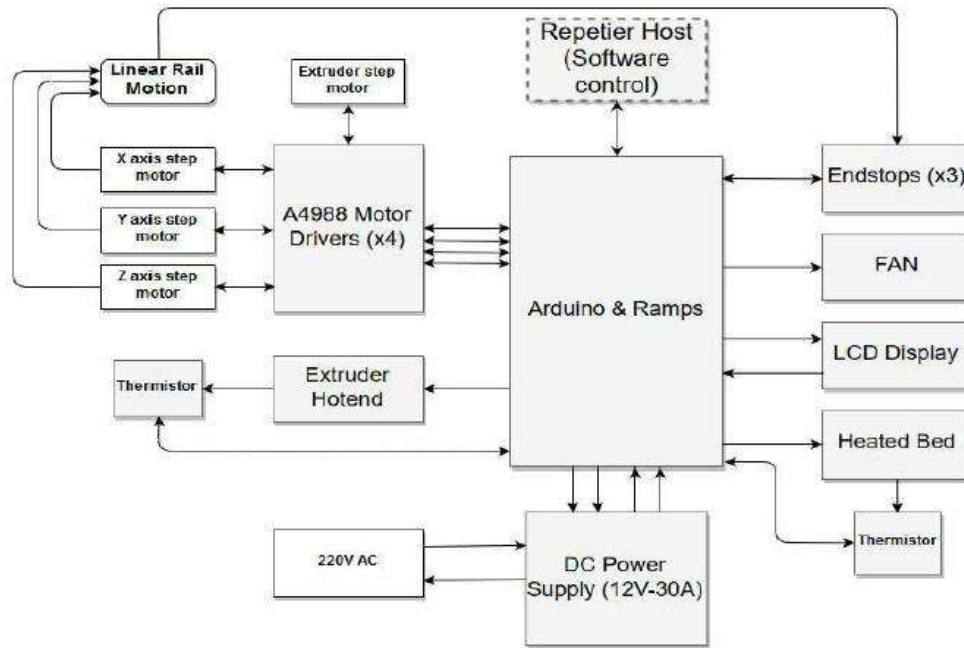 Repetier Host
(Software
control)
Linear Rail
Motion
Extruder step
motor
X axis step
motor
Y axis step
motor
Z axis step
motor
A4988 Motor
Drivers (x4)
Arduino & Ramps
Endstops (x3)
FAN
LCD Display
Heated Bed
Thermistor
Thermistor
Extruder
Hotend
220V AC
DC Power
Supply (12V-30A)